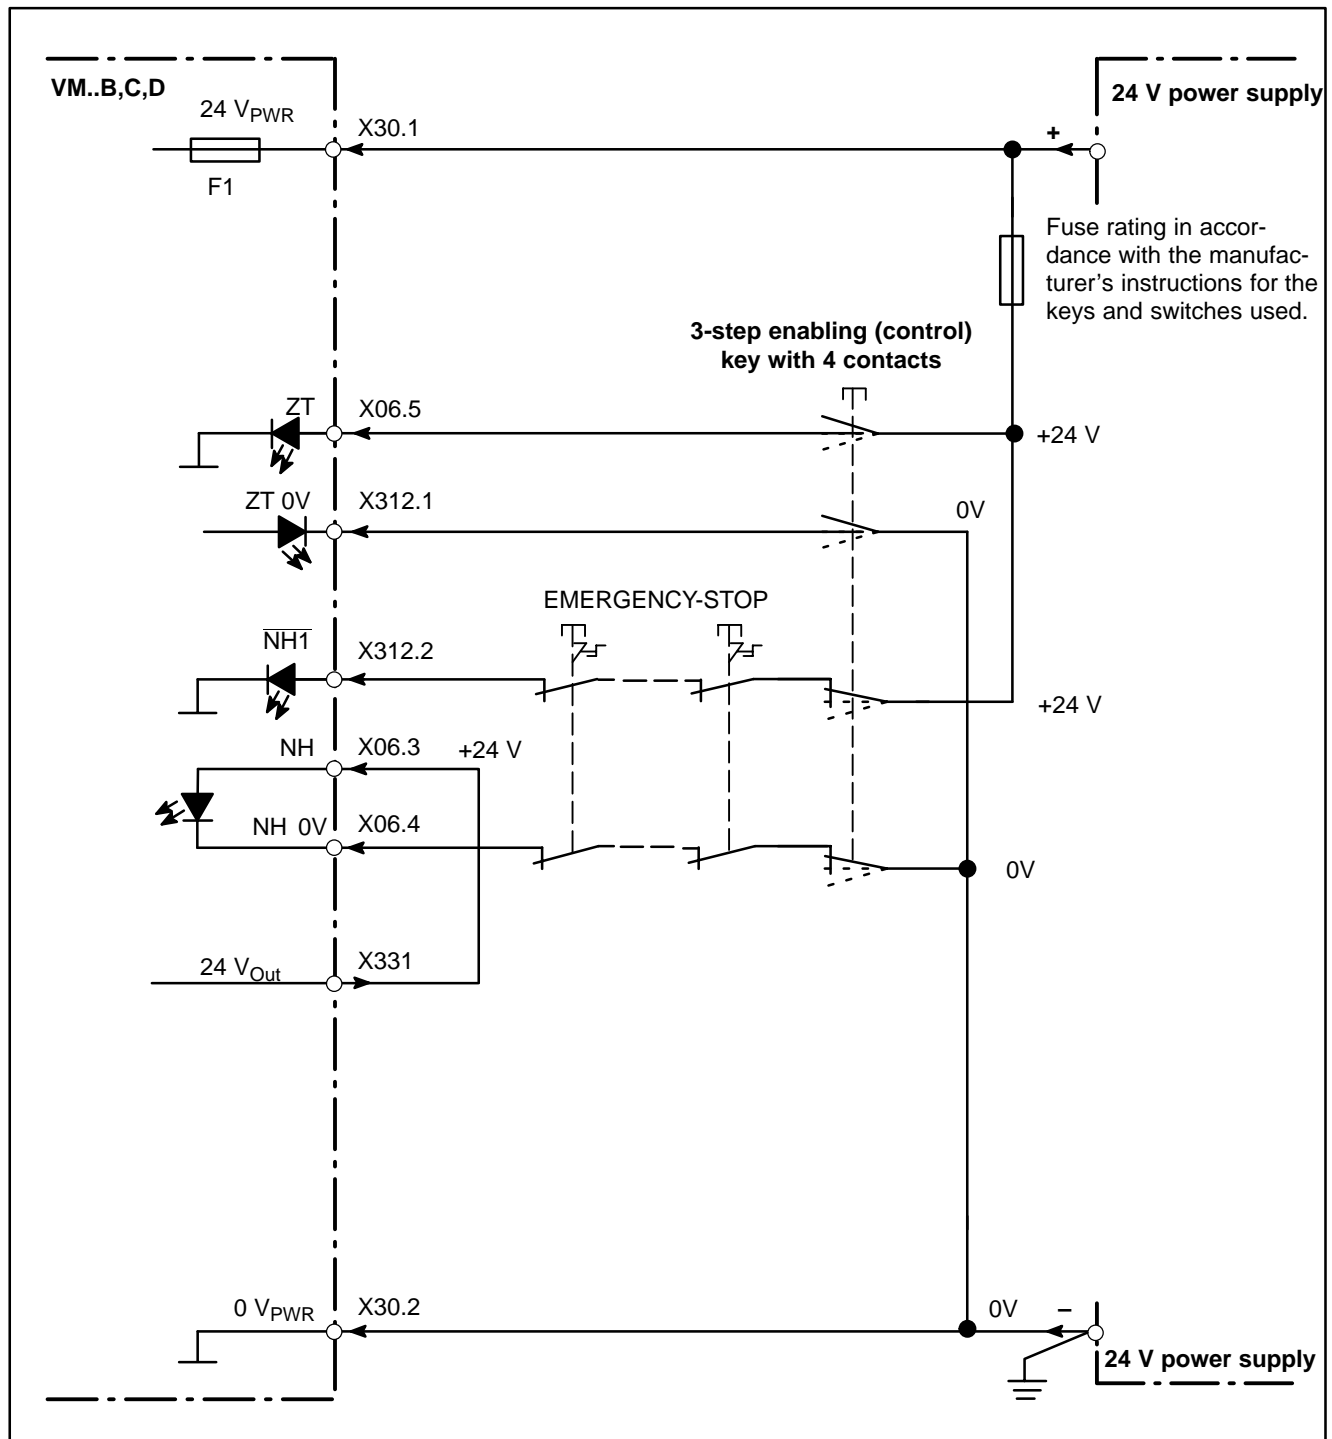 VM..B,C,D
24 V power supply
24 VPWR
X30.1
+
F1
Fuse rating in accor-
dance with the manufac-
turer’s instructions for the
keys and switches used.
3-step enabling (control)
key with 4 contacts
ZT
X06.5
+24 V
ZT 0V
X312.1
0V
EMERGENCY-STOP
N̅H̅1̅
X312.2
+24 V
NH
X06.3
+24 V
NH 0V
X06.4
0V
24 VOut
X331
0 VPWR
X30.2
0V
–
24 V power supply